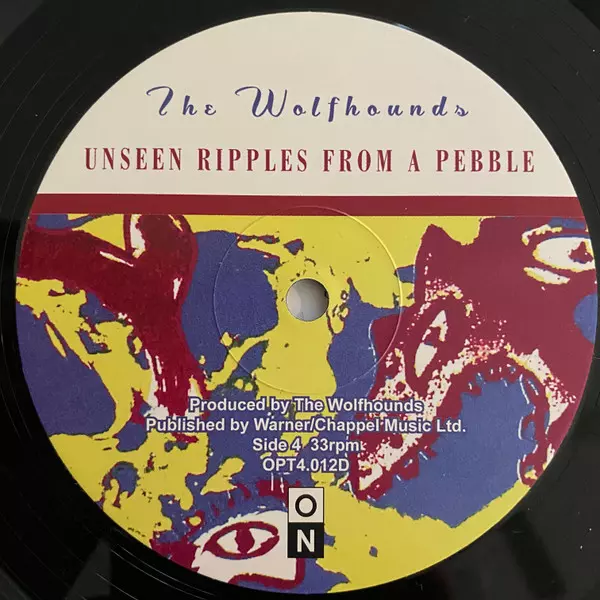 The Wolfhounds
UNSEEN RIPPLES FROM A PEBBLE
Produced by The Wolfhounds
Published by Warner/Chappel Music Ltd.
Side 4 33rpm
OPT4.012D
O
N